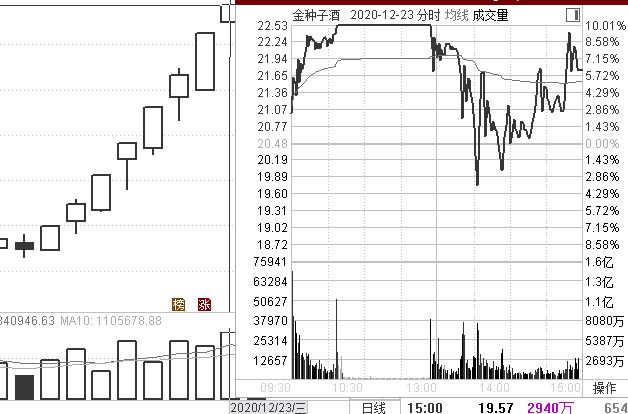 金种子酒 2020-12-23 分时 均线 成交量
22.53 10.01%
22.24 8.58%
21.94 7.15%
21.65 5.72%
21.36 4.29%
21.07 2.86%
20.77 1.43%
20.48 0.00%
20.19 1.43%
19.89 2.86%
19.60 4.29%
19.31 5.72%
19.02 7.15%
18.72 8.58%
75941 1.6亿
63284 1.3亿
50627 1.1亿
37970 8080万
25314 5387万
12657 2693万
榜 涨
340946.63 MA10: 1105678.88
09:30 10:30 13:00 14:00 15:00 操作
2020/12/23/三 日线 15:00 19.57 2940万 654